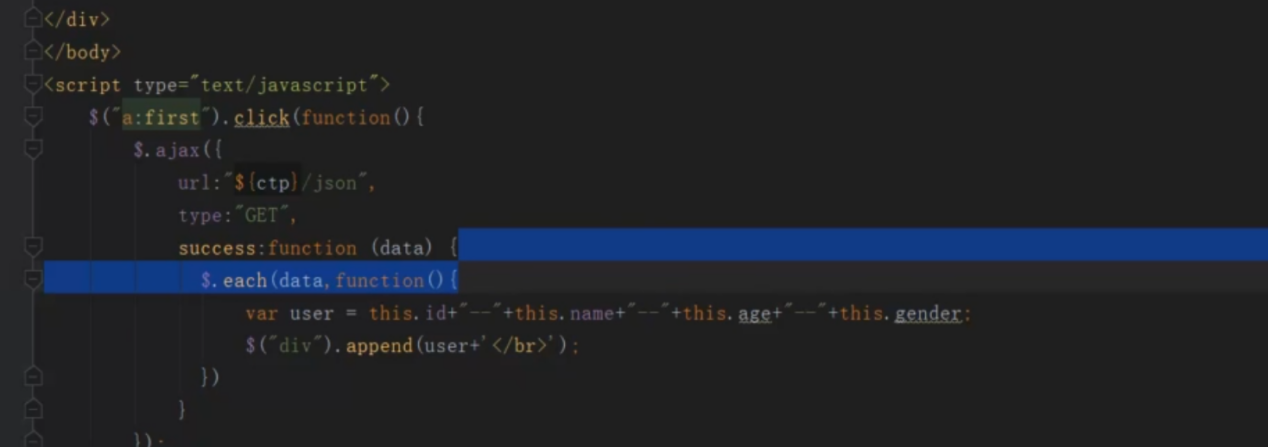 </div>
</body>
<script type="text/javascript">
$("a:first").click(function(){
$.ajax({
url:"${ctp}/json",
type:"GET",
success:function (data) {
$.each(data,function(){
var user = this.id+"--"+this.name+"--"+this.age+"--"+this.gender;
$("div").append(user+'</br>');
})
}
});